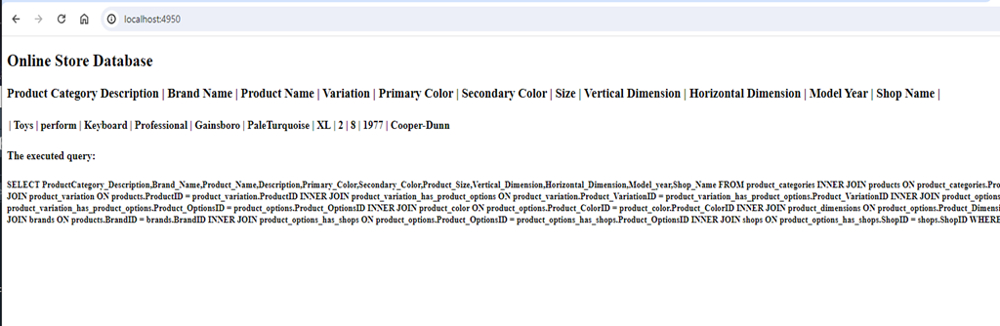 localhost:4950
Online Store Database
Product Category Description | Brand Name | Product Name | Variation | Primary Color | Secondary Color | Size | Vertical Dimension | Horizontal Dimension | Model Year | Shop Name |
| Toys | perform | Keyboard | Professional | Gainsboro | PaleTurquoise | XL | 2 | 8 | 1977 | Cooper-Dunn
The executed query:
SELECT ProductCategory_Description,Brand_Name,Product_Name,Description,Primary_Color,Secondary_Color,Product_Size,Vertical_Dimension,Horizontal_Dimension,Model_year,Shop_Name FROM product_categories INNER JOIN products ON product_categories.Pro
JOIN product_variation ON products.ProductID = product_variation.ProductID INNER JOIN product_variation_has_product_options ON product_variation.Product_VariationID = product_variation_has_product_options.Product_VariationID INNER JOIN product_options
product_variation_has_product_options.Product_OptionsID = product_options.Product_OptionsID INNER JOIN product_color ON product_options.Product_ColorID = product_color.Product_ColorID INNER JOIN product_dimensions ON product_options.Product_Dimensi
JOIN brands ON products.BrandID = brands.BrandID INNER JOIN product_options_has_shops ON product_options.Product_OptionsID = product_options_has_shops.Product_OptionsID INNER JOIN shops ON product_options_has_shops.ShopID = shops.ShopID WHERE